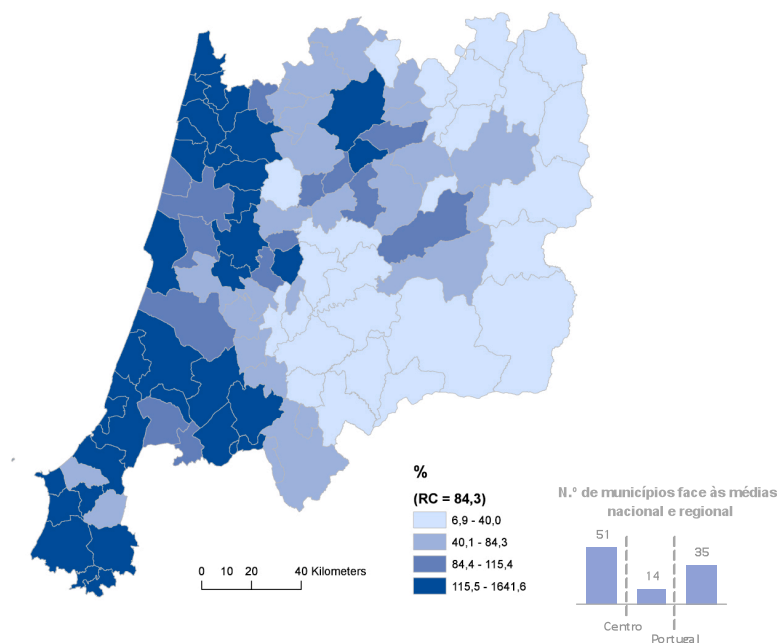 %
(RC = 84,3)
6,9 - 40,0
40,1 - 84,3
84,4 - 115,4
115,5 - 1641,6
0 10 20 40 Kilometers
N.º de municípios face às médias
nacional e regional
51
14
35
Centro
Portugal